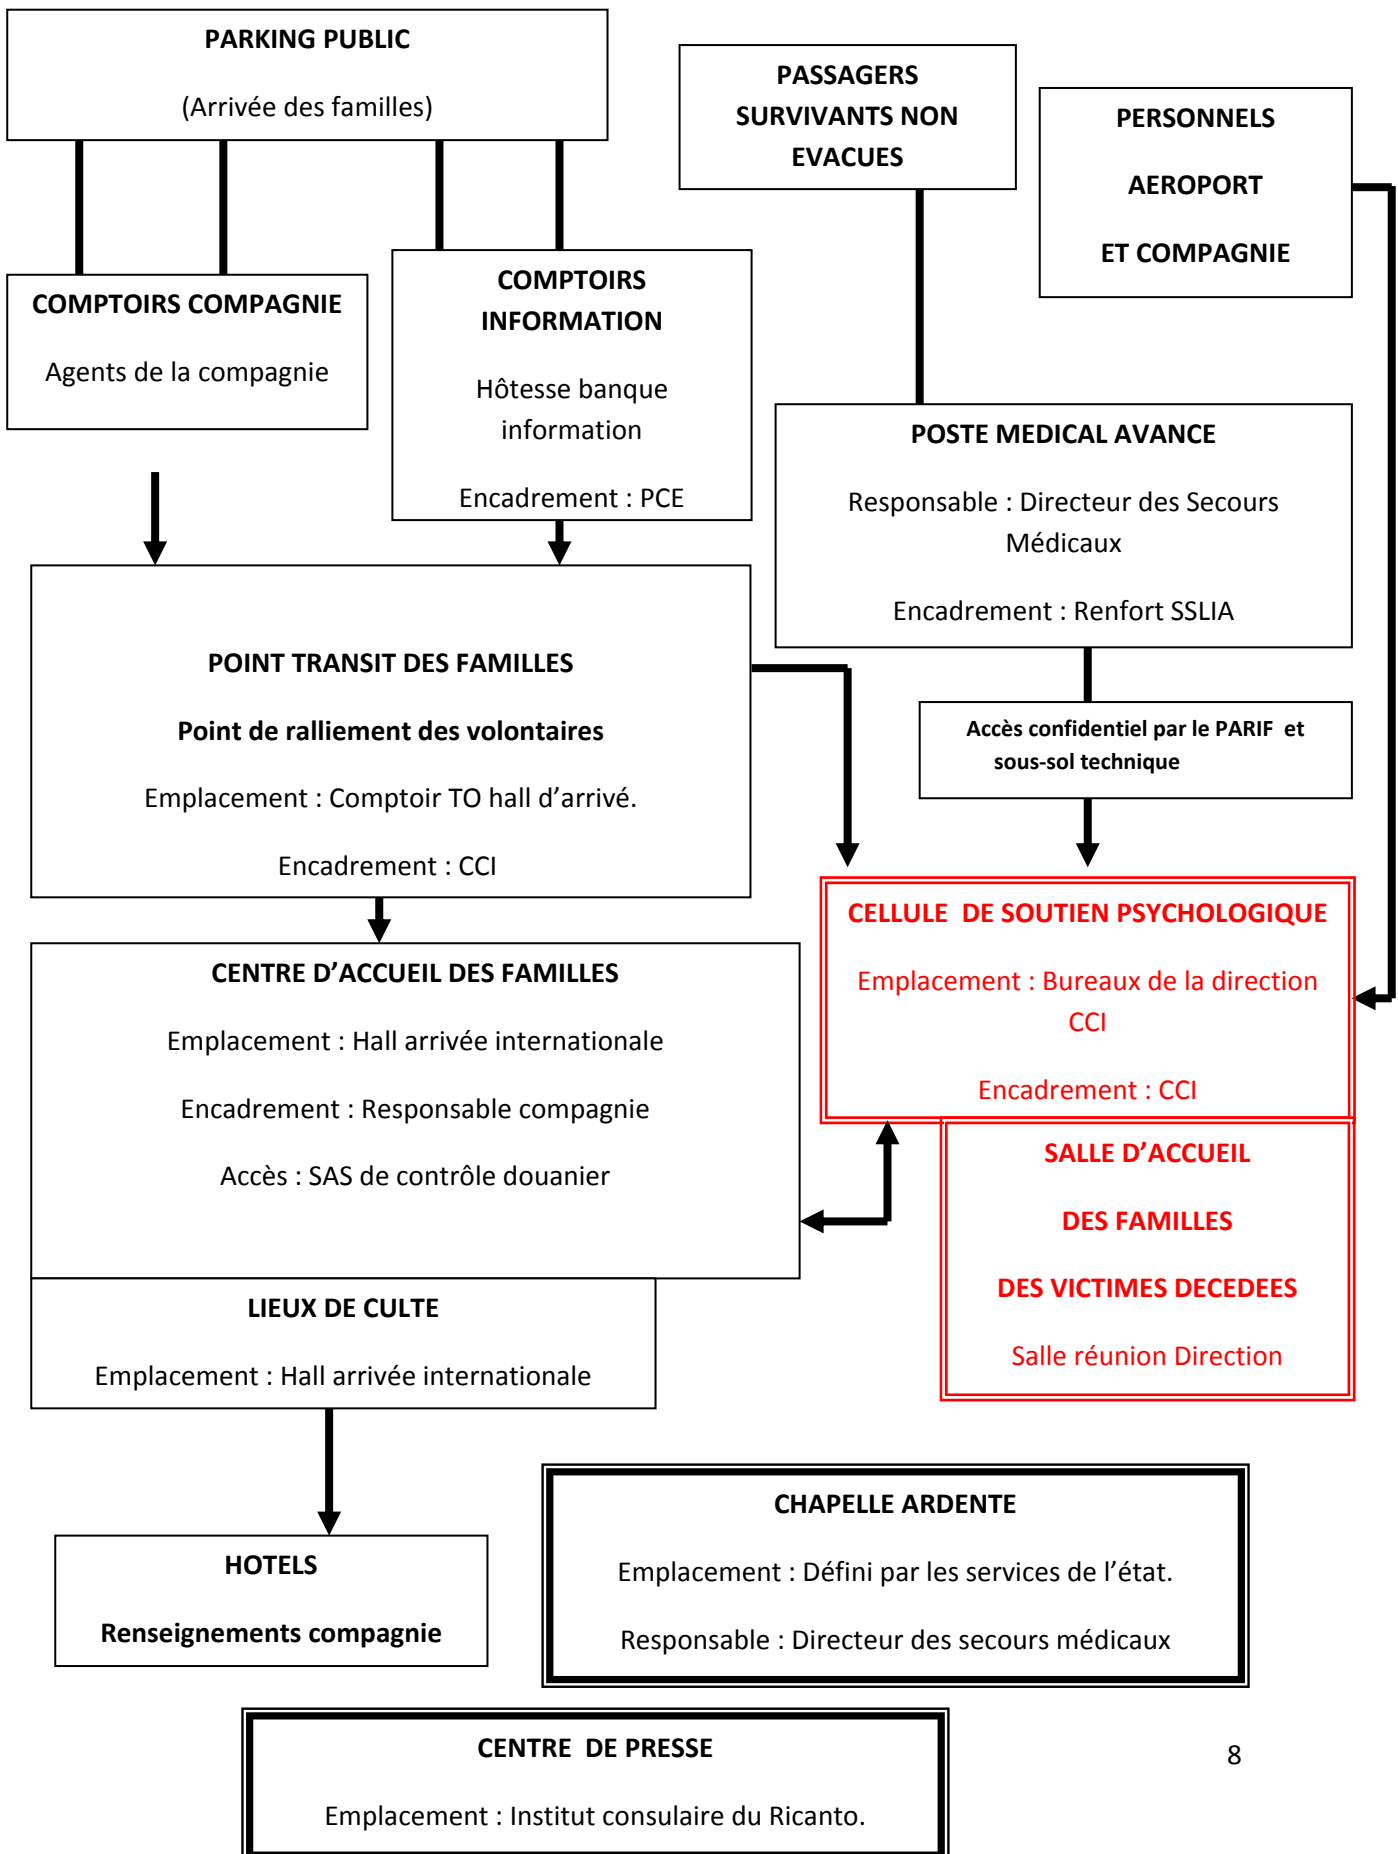 PARKING PUBLIC
(Arrivée des familles)
PASSAGERS
SURVIVANTS NON
EVACUES
PERSONNELS
AEROPORT
ET COMPAGNIE
COMPTOIRS COMPAGNIE
Agents de la compagnie
COMPTOIRS
INFORMATION
Hôtesse banque
information
Encadrement : PCE
POSTE MEDICAL AVANCE
Responsable : Directeur des Secours
Médicaux
Encadrement : Renfort SSLIA
POINT TRANSIT DES FAMILLES
Point de ralliement des volontaires
Emplacement : Comptoir TO hall d’arrivé.
Encadrement : CCI
Accès confidentiel par le PARIF et
sous-sol technique
CELLULE DE SOUTIEN PSYCHOLOGIQUE
Emplacement : Bureaux de la direction
CCI
Encadrement : CCI
CENTRE D’ACCUEIL DES FAMILLES
Emplacement : Hall arrivée internationale
Encadrement : Responsable compagnie
Accès : SAS de contrôle douanier
SALLE D’ACCUEIL
DES FAMILLES
DES VICTIMES DECEDEES
Salle réunion Direction
LIEUX DE CULTE
Emplacement : Hall arrivée internationale
HOTELS
Renseignements compagnie
CHAPELLE ARDENTE
Emplacement : Défini par les services de l’état.
Responsable : Directeur des secours médicaux
CENTRE DE PRESSE
Emplacement : Institut consulaire du Ricanto.
8